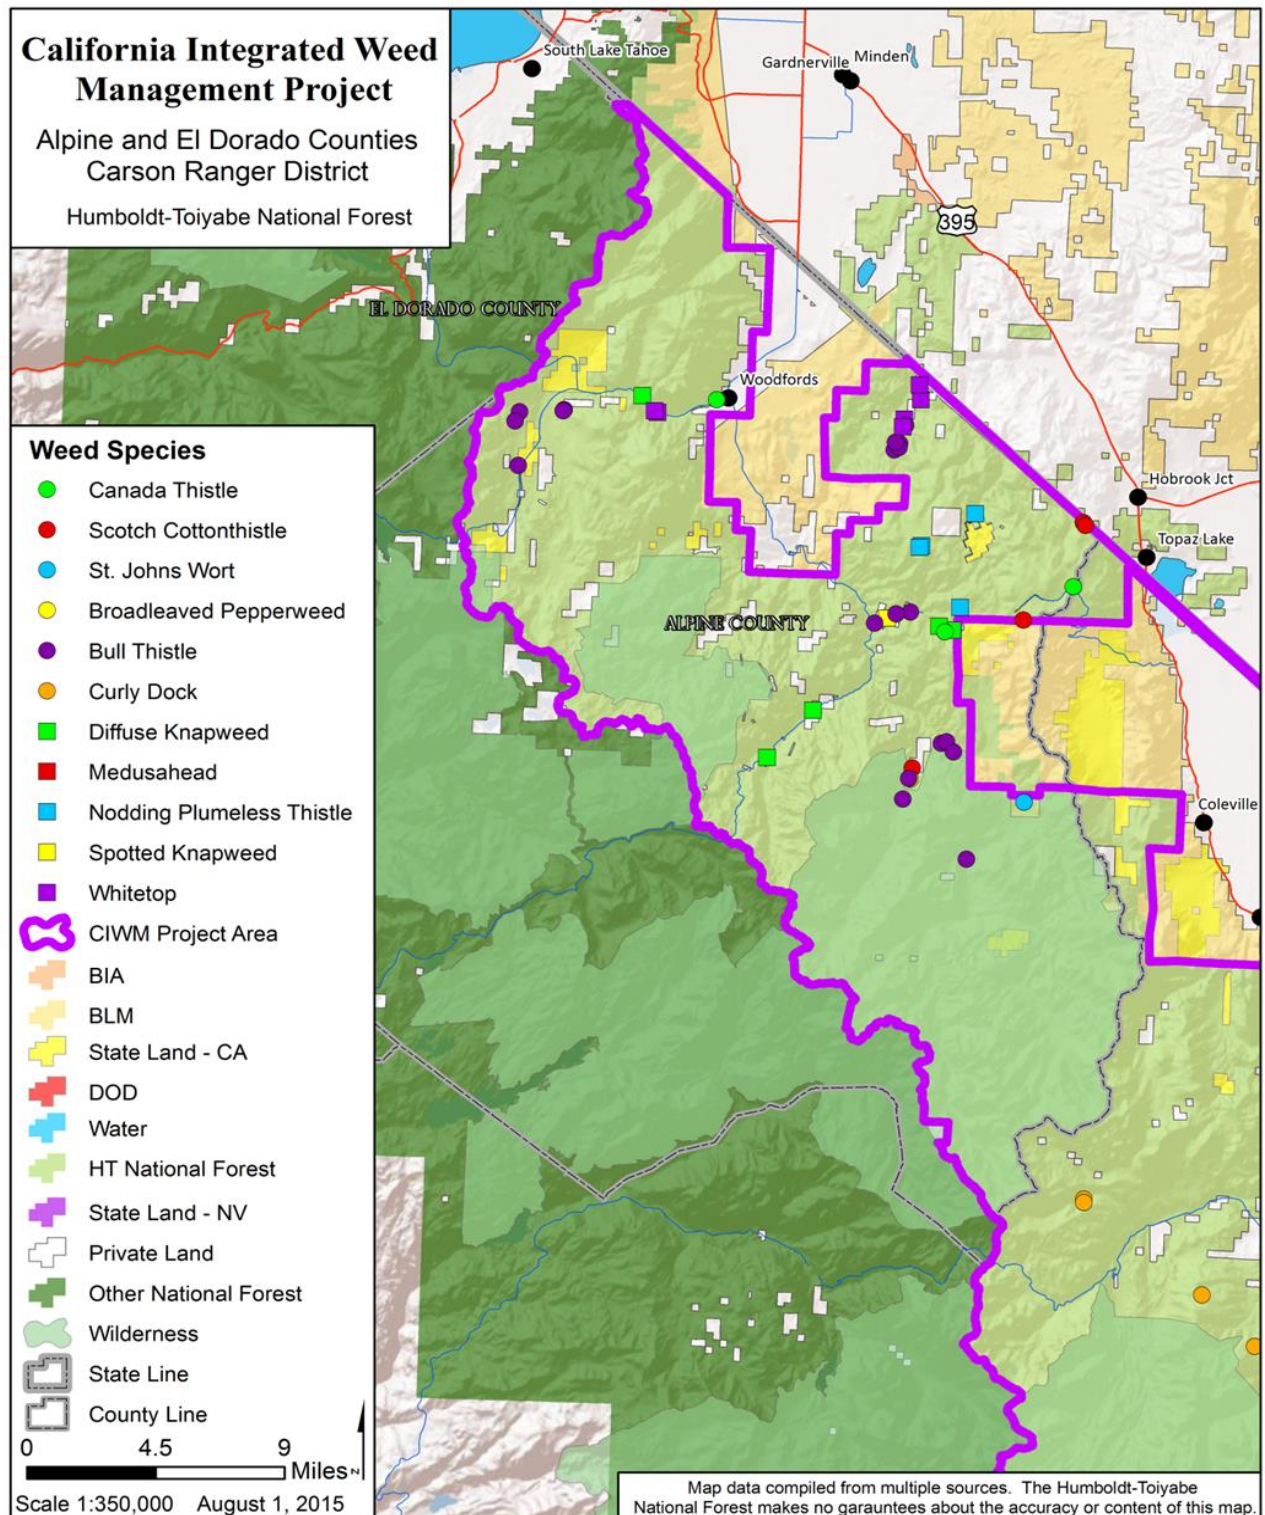 California Integrated Weed
Management Project
Alpine and El Dorado Counties
Carson Ranger District
Humboldt-Toiyabe National Forest
South Lake Tahoe
Gardnerville
Minden
395
EL DORADO COUNTY
Woodfords
Hobrook Jct
Topaz Lake
ALPINE COUNTY
Coleville
Weed Species
Canada Thistle
Scotch Cottonthistle
St. Johns Wort
Broadleaved Pepperweed
Bull Thistle
Curly Dock
Diffuse Knapweed
Medusahead
Nodding Plumeless Thistle
Spotted Knapweed
Whitetop
CIWM Project Area
BIA
BLM
State Land - CA
DOD
Water
HT National Forest
State Land - NV
Private Land
Other National Forest
Wilderness
State Line
County Line
0 4.5 9
Miles
Z
Scale 1:350,000 August 1, 2015
Map data compiled from multiple sources. The Humboldt-Toiyabe
National Forest makes no garauntees about the accuracy or content of this map.